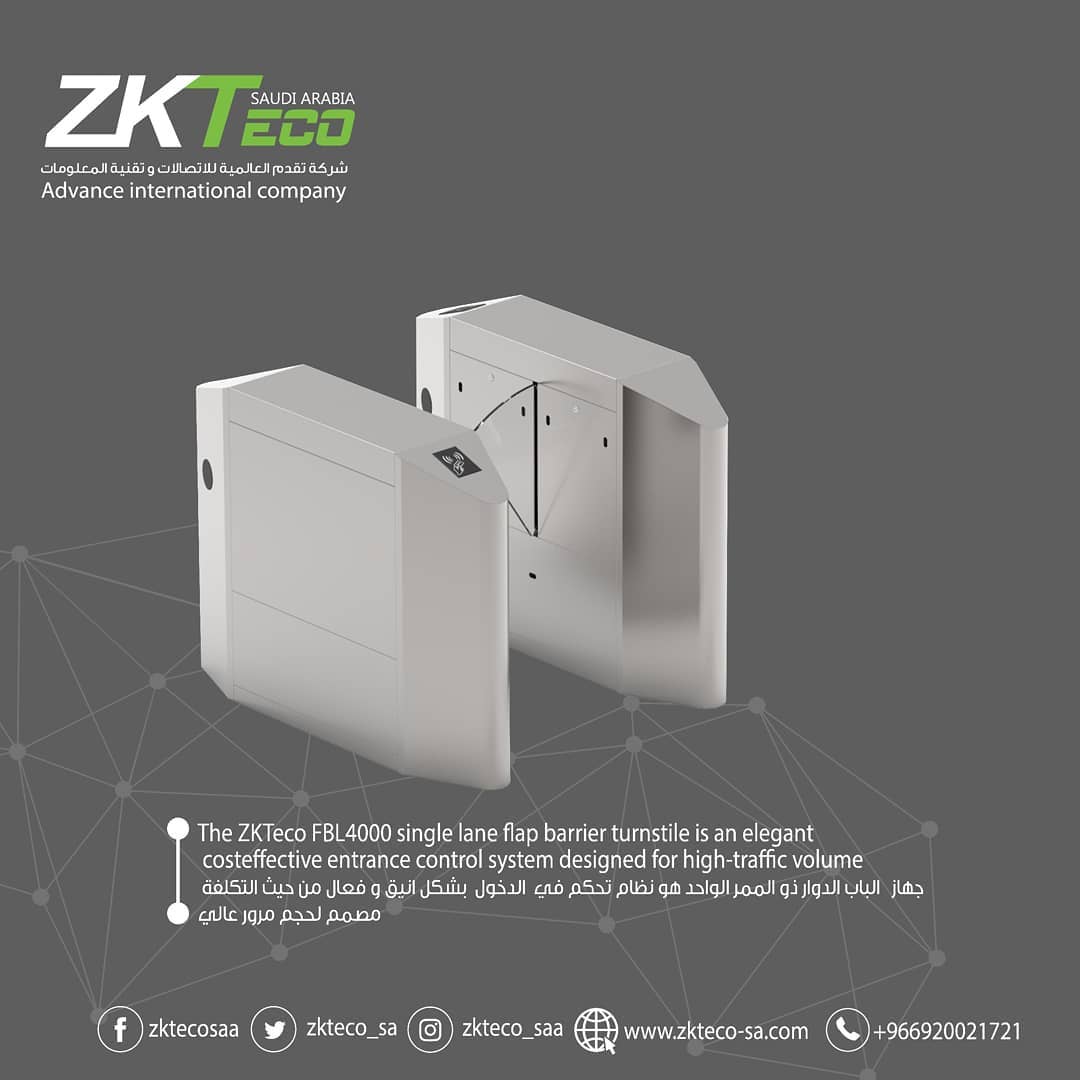 ZKTeco
SAUDI ARABIA
شركة تقدم العالمية للاتصالات و تقنية المعلومات
Advance international company
The ZKTeco FBL4000 single lane flap barrier turnstile is an elegant
costeffective entrance control system designed for high-traffic volume
جهاز الباب الدوار ذو الممر الواحد هو نظام تحكم في الدخول بشكل انيق و فعال من حيث التكلفة
مصمم لحجم مرور عالي
zktecosaa zkteco_sa zkteco_saa www.zkteco-sa.com +966920021721